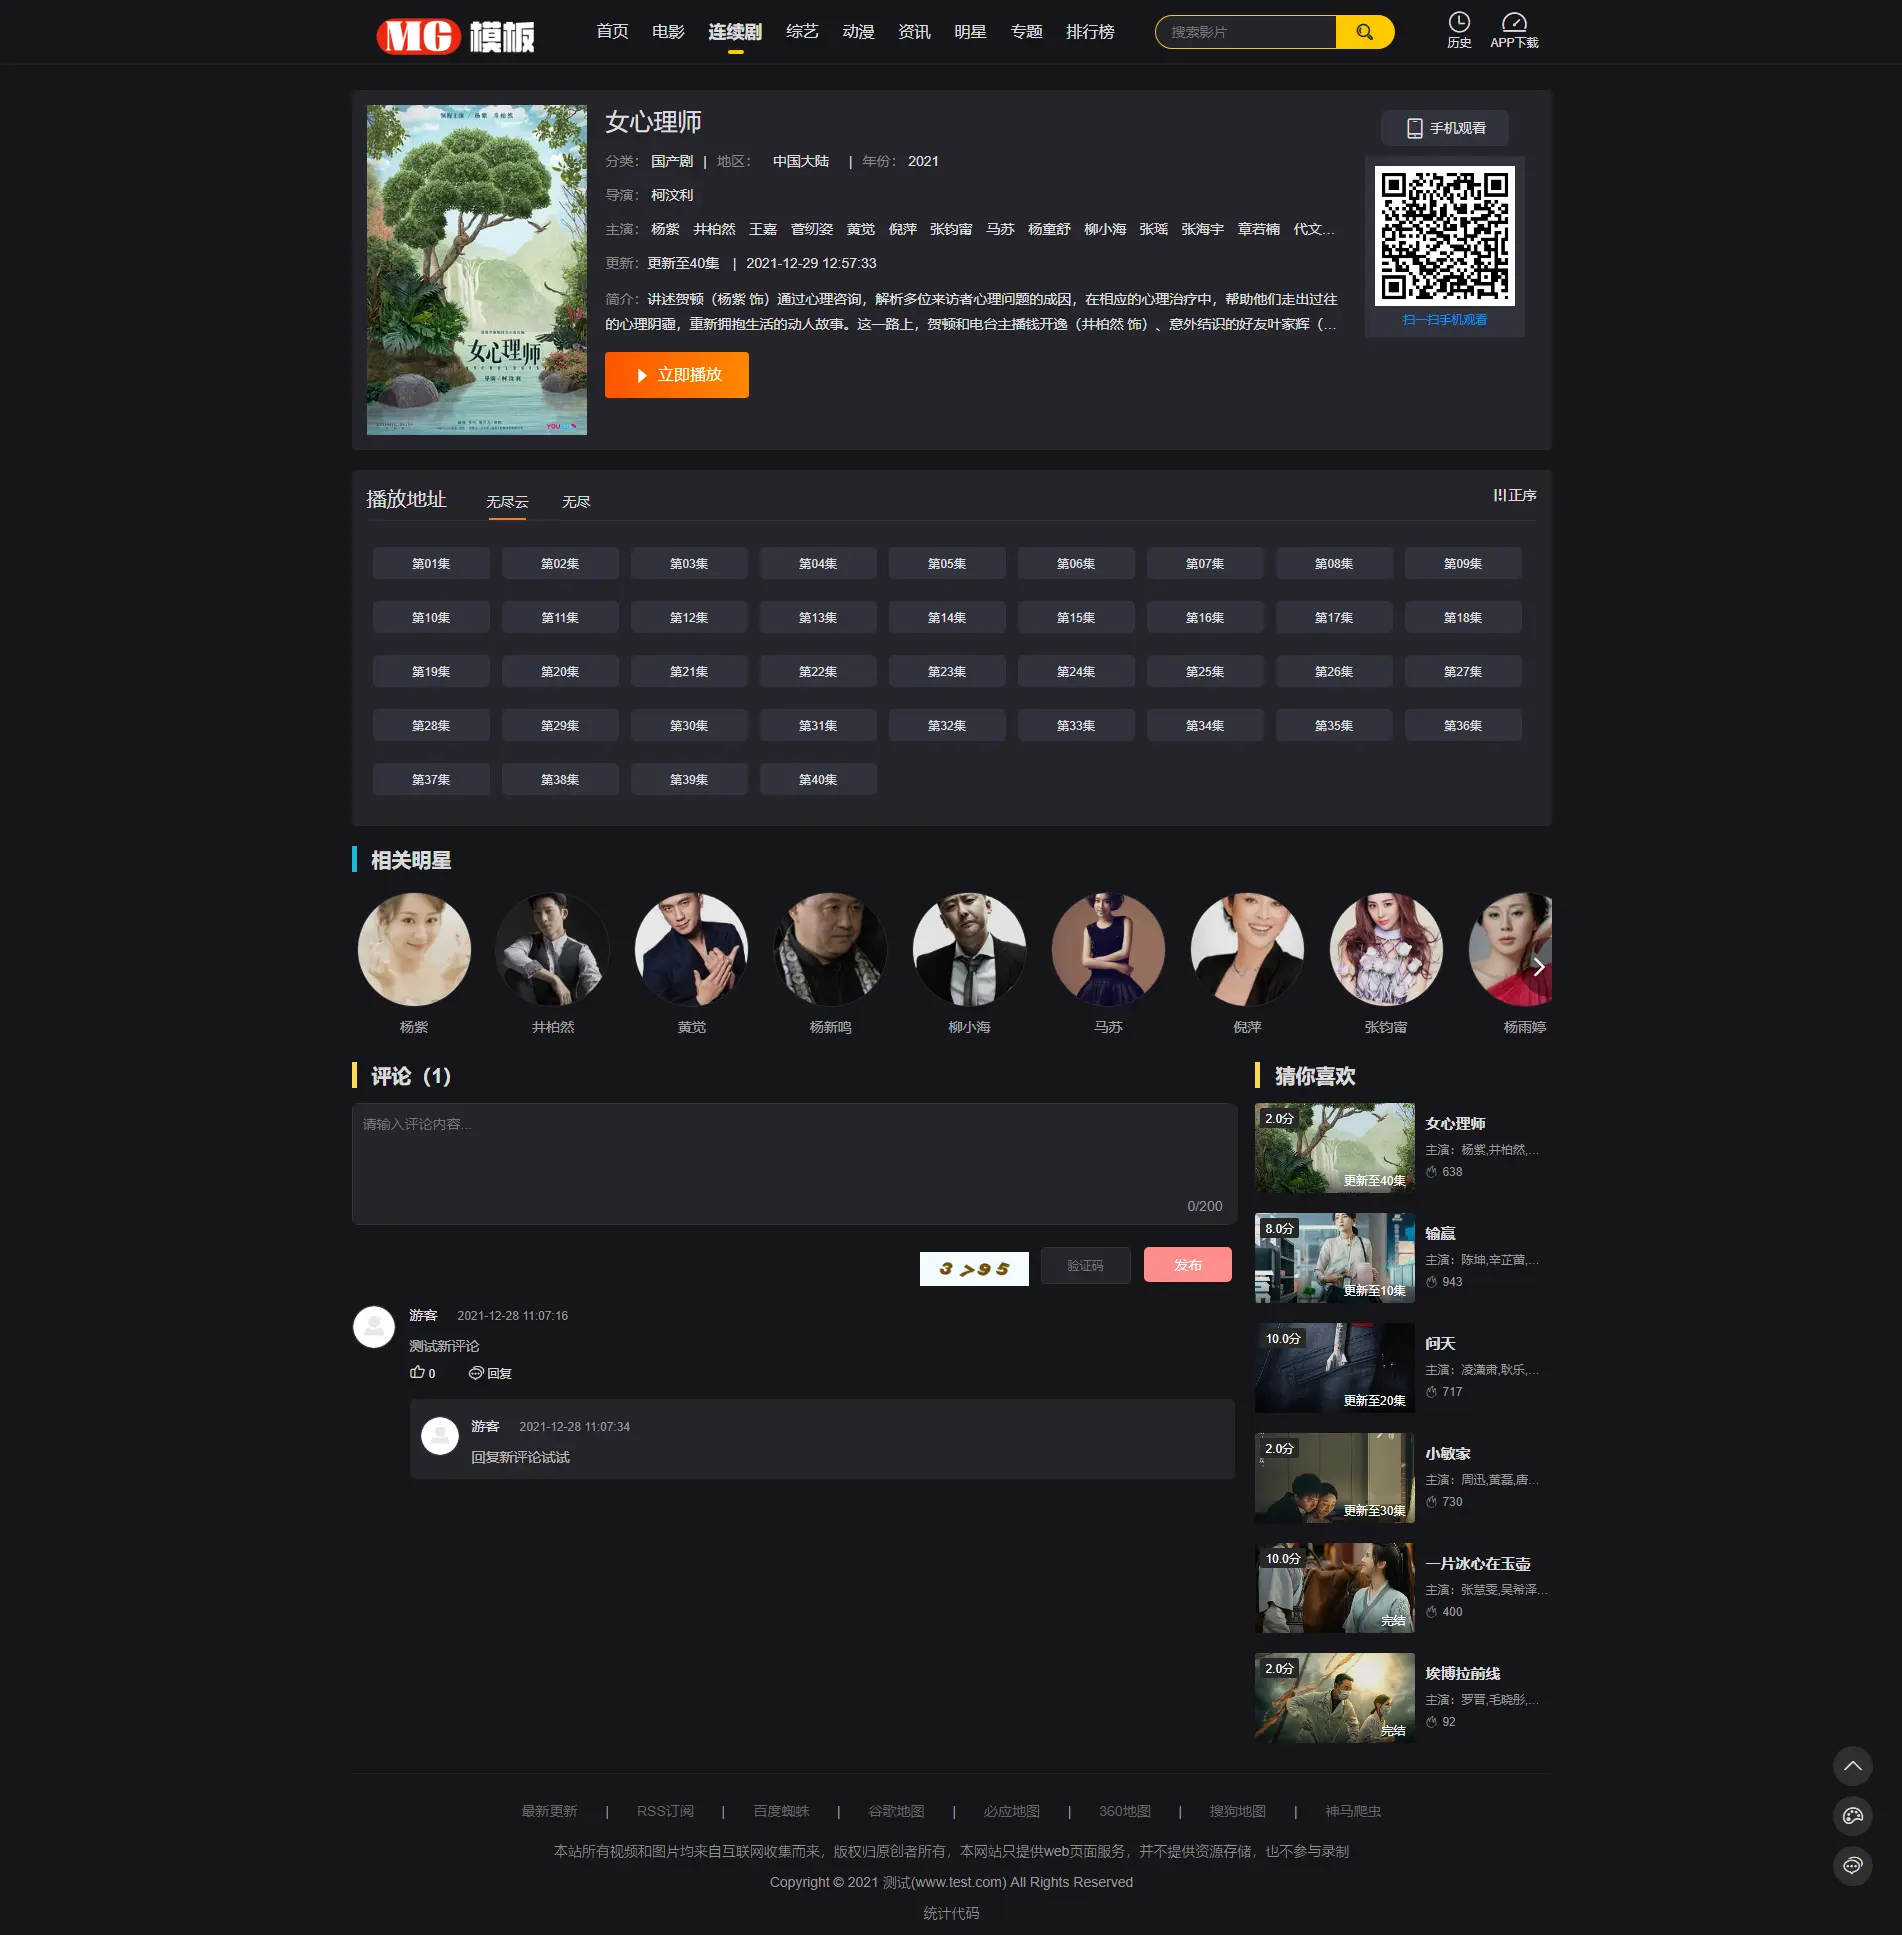 MG 模板
首页 电影 连续剧 综艺 动漫 资讯 明星 专题 排行榜 搜索影片 历史 APP下载
女心理师
分类： 国产剧 | 地区： 中国大陆 | 年份： 2021
导演： 柯汶利
主演： 杨紫 井柏然 王嘉 菅纫姿 黄觉 倪萍 张钧甯 马苏 杨童舒 柳小海 张瑶 张海宇 章若楠 代文...
更新：更新至40集 | 2021-12-29 12:57:33
简介：讲述贺顿（杨紫 饰）通过心理咨询，解析多位来访者心理问题的成因，在相应的心理治疗中，帮助他们走出过往
的心理阴霾，重新拥抱生活的动人故事。这一路上，贺顿和电台主播钱开逸（井柏然 饰）、意外结识的好友叶家辉（...
立即播放
手机观看
扫一扫手机观看
女心理师
导演/柯汶利
播放地址 无尽云 无尽 正序
第01集 第02集 第03集 第04集 第05集 第06集 第07集 第08集 第09集
第10集 第11集 第12集 第13集 第14集 第15集 第16集 第17集 第18集
第19集 第20集 第21集 第22集 第23集 第24集 第25集 第26集 第27集
第28集 第29集 第30集 第31集 第32集 第33集 第34集 第35集 第36集
第37集 第38集 第39集 第40集
相关明星
杨紫 井柏然 黄觉 杨新鸣 柳小海 马苏 倪萍 张钧甯 杨雨婷
评论（1）
请输入评论内容...
0/200
3795 验证码 发布
游客 2021-12-28 11:07:16
测试新评论
0 回复
游客 2021-12-28 11:07:34
回复新评论试试
猜你喜欢
2.0分 更新至40集
女心理师
主演：杨紫,井柏然,...
638
8.0分 更新至10集
输赢
主演：陈坤,辛芷蕾,...
943
10.0分 更新至20集
问天
主演：凌潇肃,耿乐,...
717
2.0分 更新至30集
小敏家
主演：周迅,黄磊,唐...
730
10.0分 完结
一片冰心在玉壶
主演：张慧雯,吴希泽...
400
2.0分 完结
埃博拉前线
主演：罗晋,毛晓彤,...
92
最新更新 | RSS订阅 | 百度蜘蛛 | 谷歌地图 | 必应地图 | 360地图 | 搜狗地图 | 神马爬虫
本站所有视频和图片均来自互联网收集而来，版权归原创者所有，本网站只提供web页面服务，并不提供资源存储，也不参与录制
Copyright © 2021 测试(www.test.com) All Rights Reserved
统计代码